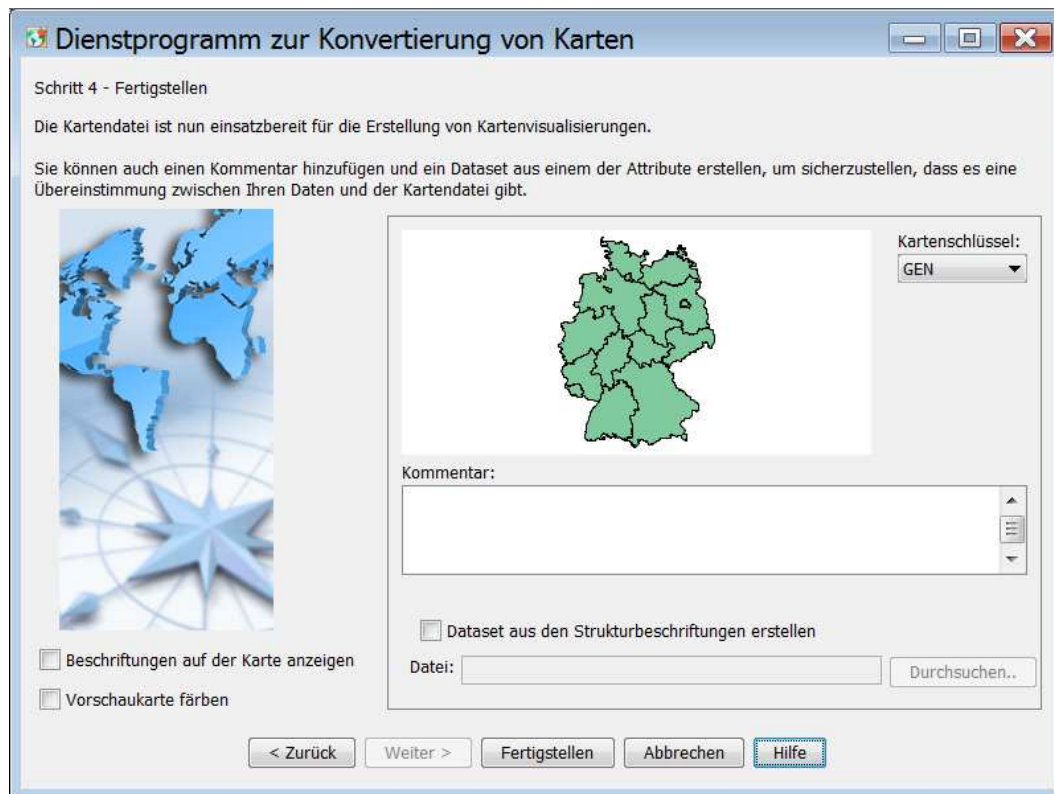 Dienstprogramm zur Konvertierung von Karten
Schritt 4 - Fertigstellen
Die Kartendatei ist nun einsatzbereit für die Erstellung von Kartenvisualisierungen.
Sie können auch einen Kommentar hinzufügen und ein Dataset aus einem der Attribute erstellen, um sicherzustellen, dass es eine
Übereinstimmung zwischen Ihren Daten und der Kartendatei gibt.
Kartenschlüssel:
GEN
Kommentar:
Dataset aus den Strukturbeschriftungen erstellen
Datei:
Durchsuchen..
Beschriftungen auf der Karte anzeigen
Vorschaukarte färben
< Zurück
Weiter >
Fertigstellen
Abbrechen
Hilfe